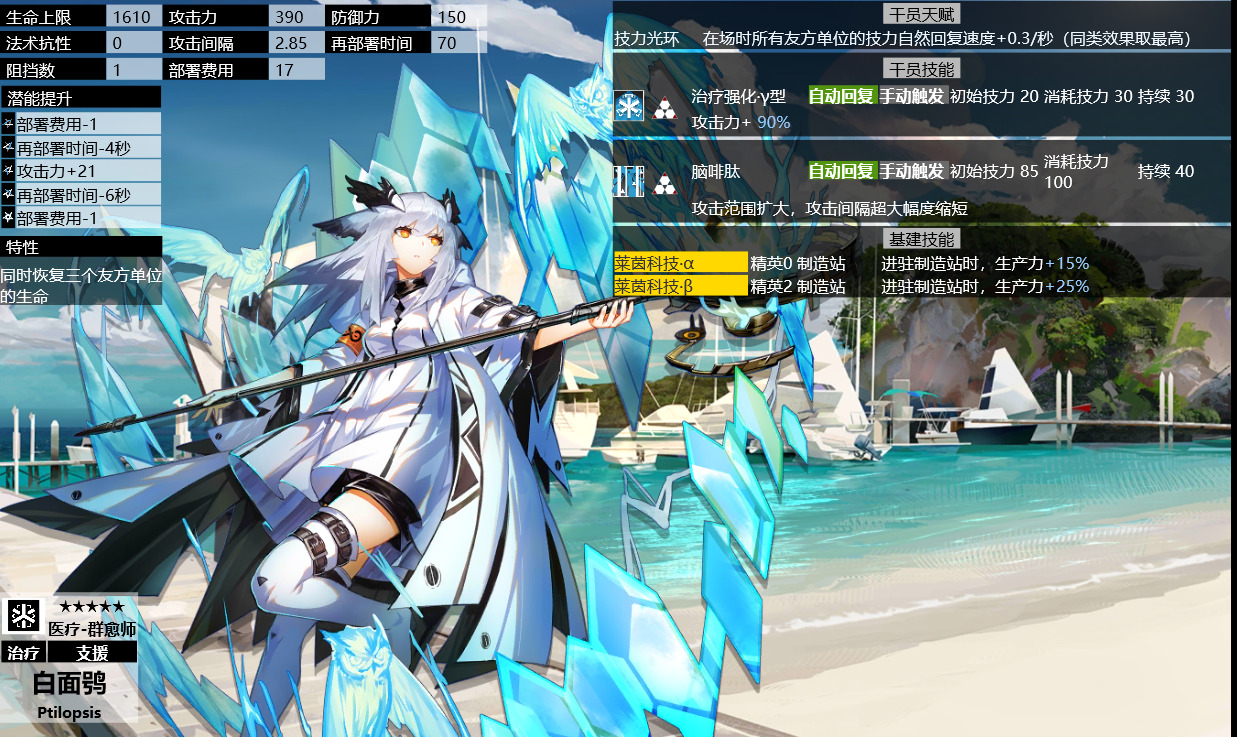 生命上限 1610 攻击力 390 防御力 150
法术抗性 0 攻击间隔 2.85 再部署时间 70
阻挡数 1 部署费用 17
潜能提升
部署费用-1
再部署时间-4秒
攻击力+21
再部署时间-6秒
部署费用-1
特性
同时恢复三个友方单位
的生命
干员天赋
技力光环 在场时所有友方单位的技力自然回复速度+0.3/秒（同类效果取最高）
干员技能
治疗强化·γ型 自动回复 手动触发 初始技力 20 消耗技力 30 持续 30
攻击力+ 90%
脑啡肽 自动回复 手动触发 初始技力 85 消耗技力 100 持续 40
攻击范围扩大，攻击间隔超大幅度缩短
基建技能
莱茵科技·α 精英0 制造站 进驻制造站时，生产力+15%
莱茵科技·β 精英2 制造站 进驻制造站时，生产力+25%
★★★★★
医疗-群愈师
治疗 支援
白面鸮
Ptilopsis